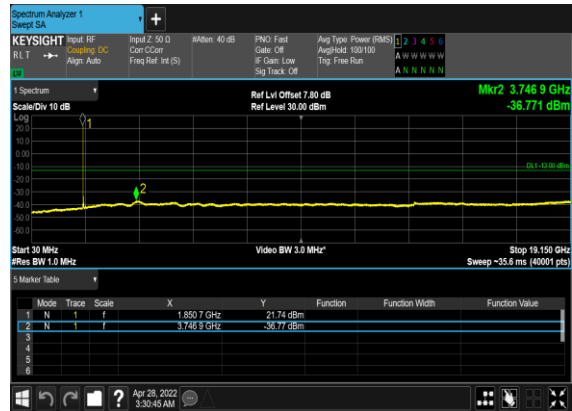 Spectrum Analyzer 1
Swept SA
KEYSIGHT Input: RF Input Z: 50 Ω #Atten: 40 dB PNO: Fast Avg Type: Power (RMS) 1 2 3 4 5 6
RLT Coupling: DC Corr CCorr Gate: Off Avg|Hold: 100/100 A W W W W W
Align: Auto Freq Ref: Int (S) IF Gain: Low Trig: Free Run
Sig Track: Off A N N N N N
1 Spectrum Ref Lvl Offset 7.80 dB Mkr2 3.746 9 GHz
Scale/Div 10 dB Ref Level 30.00 dBm -36.771 dBm
Log
1
20.0
10.0
0.00
-10.0 DL1 -13.00 dBm
-20.0
-30.0 2
-40.0
-50.0
-60.0
Start 30 MHz Video BW 3.0 MHz* Stop 19.150 GHz
#Res BW 1.0 MHz Sweep ~35.6 ms (40001 pts)
5 Marker Table
Mode Trace Scale X Y Function Function Width Function Value
1 N 1 f 1.850 7 GHz 21.74 dBm
2 N 1 f 3.746 9 GHz -36.77 dBm
3
4
5
6
? Apr 28, 2022
3:30:45 AM